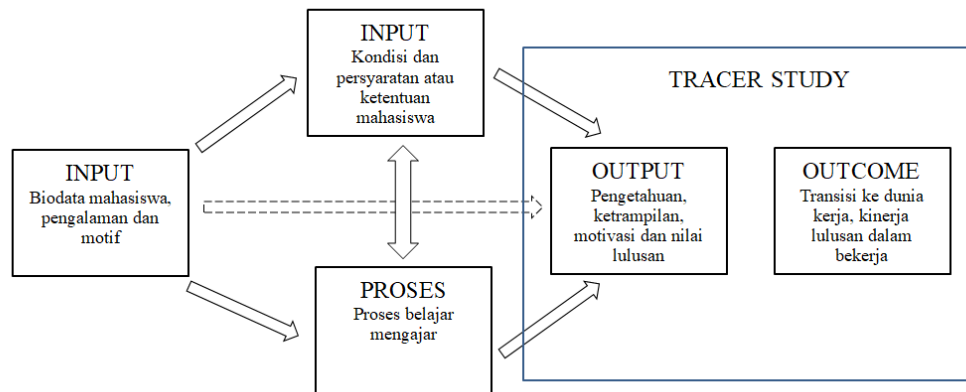 INPUT
Kondisi dan
persyaratan atau
ketentuan
mahasiswa
TRACER STUDY
INPUT
Biodata mahasiswa,
pengalaman dan
motif
OUTPUT
Pengetahuan,
ketrampilan,
motivasi dan nilai
lulusan
OUTCOME
Transisi ke dunia
kerja, kinerja
lulusan dalam
bekerja
PROSES
Proses belajar
mengajar